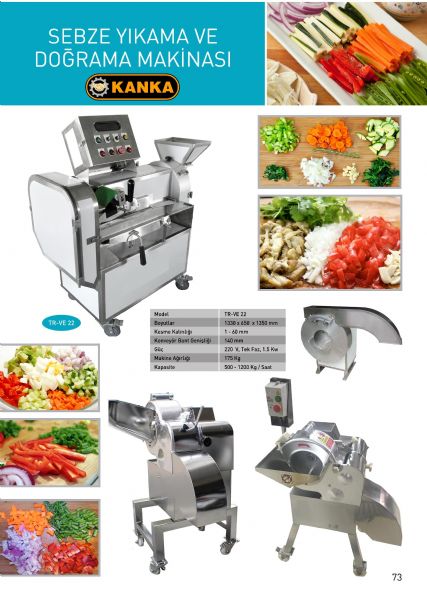 SEBZE YIKAMA VE
DOĞRAMA MAKİNASI
KANKA
TR-VE 22
Model TR-VE 22
Boyutlar 1330 x 650 x 1350 mm
Kesme Kalınlığı 1 - 60 mm
Konveyör Bant Genişliği 140 mm
Güç 220 V, Tek Faz, 1.5 Kw
Makine Ağırlığı 175 Kg
Kapasite 500 - 1200 Kg / Saat
73